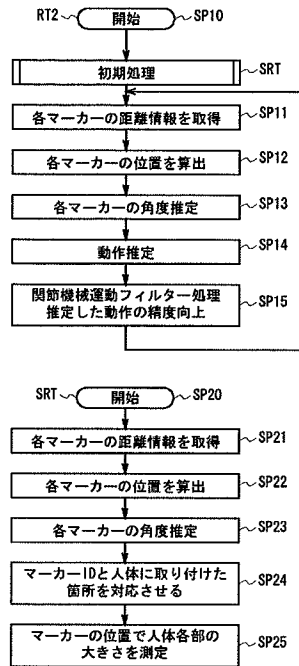 RT2 開始 SP10
初期処理 SRT
各マーカーの距離情報を取得 SP11
各マーカーの位置を算出 SP12
各マーカーの角度推定 SP13
動作推定 SP14
関節機械運動フィルター処理 SP15
推定した動作の精度向上
SRT 開始 SP20
各マーカーの距離情報を取得 SP21
各マーカーの位置を算出 SP22
各マーカーの角度推定 SP23
マーカーIDと人体に取り付けた SP24
箇所を対応させる
マーカーの位置で人体各部の SP25
大きさを測定